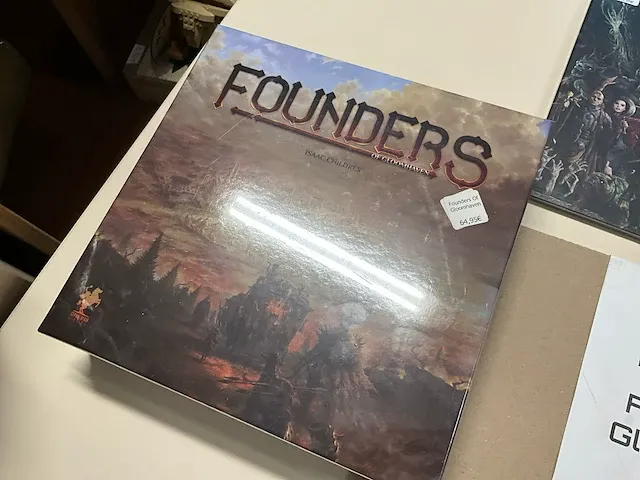 FOUNDERS
OF GLOOMHAVEN
ISAAC CHILDRES
Founders Of
Gloomhaven
64,95€